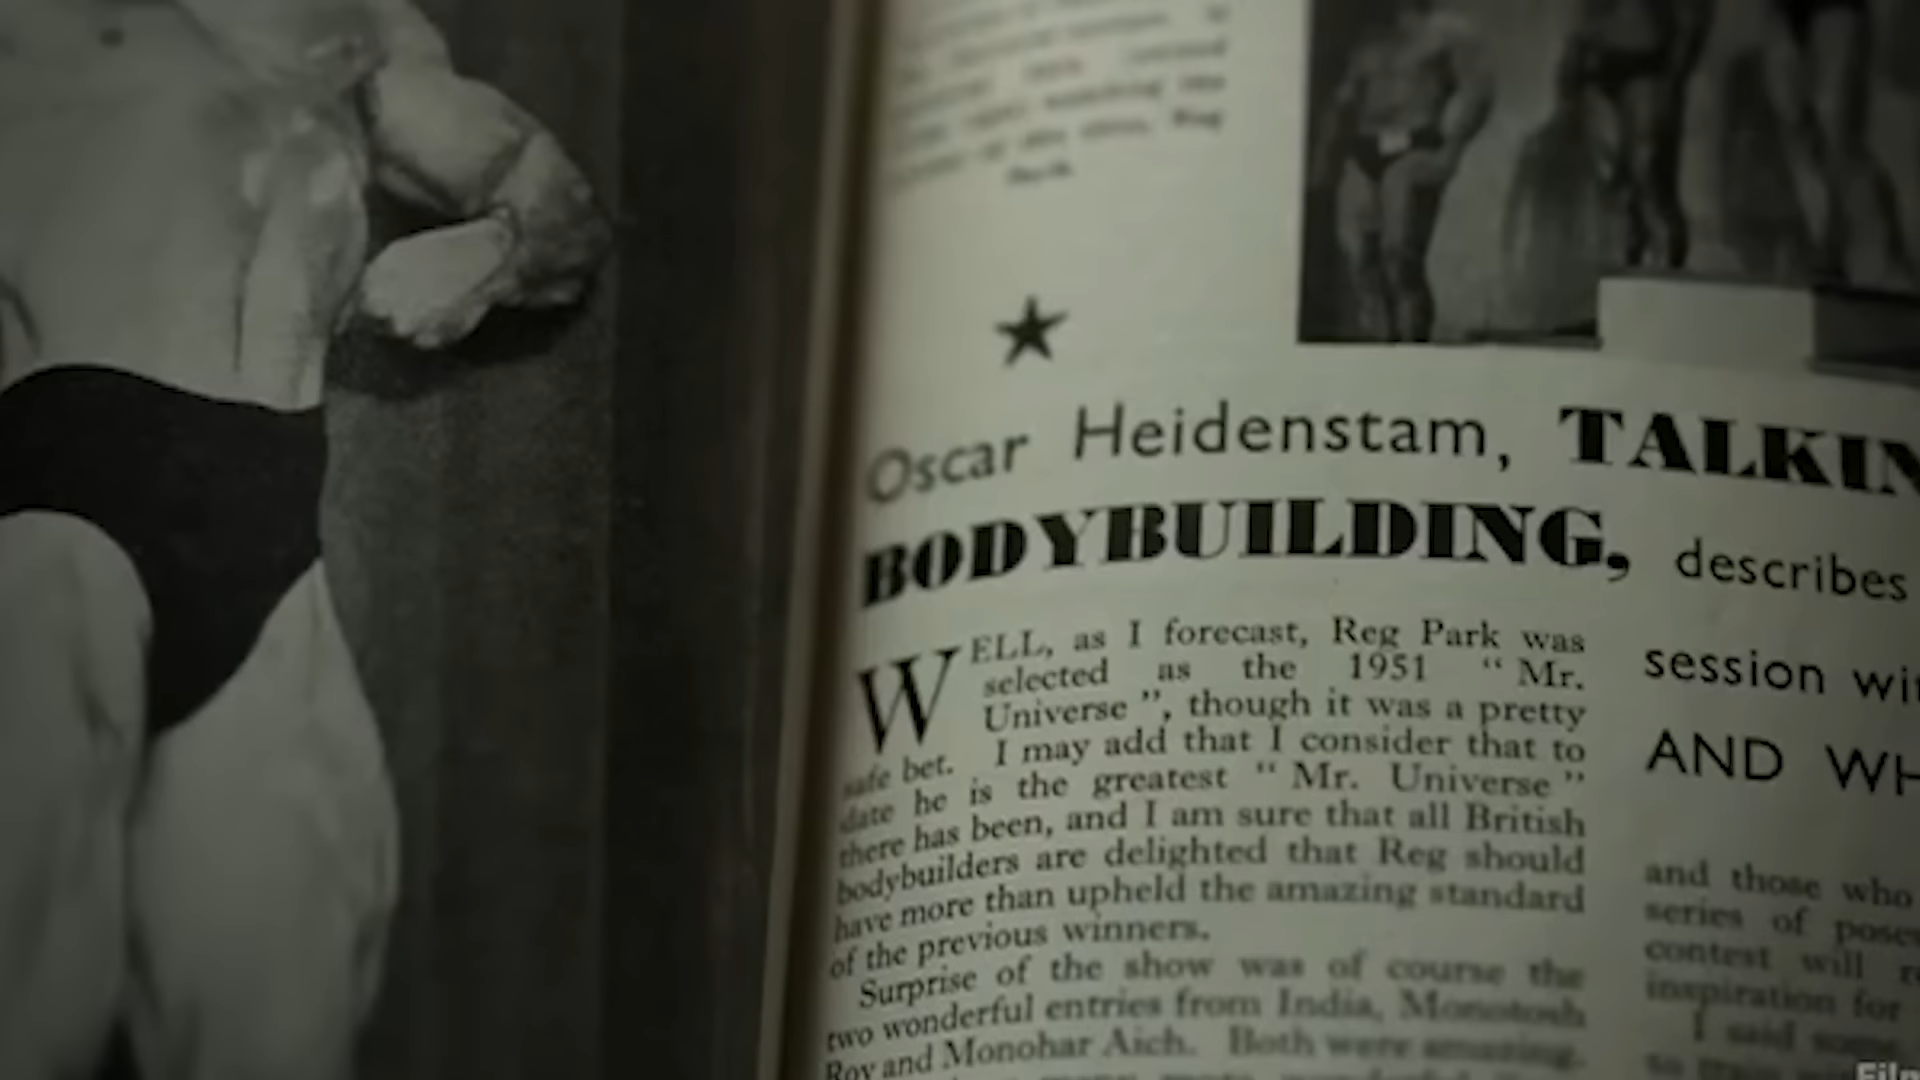 Oscar Heidenstam, TALKIN
BODYBUILDING, describes
session wit
AND WH
WELL, as I forecast, Reg Park was
selected as the 1951 “ Mr.
Universe ”, though it was a pretty
safe bet. I may add that I consider that to
date he is the greatest “ Mr. Universe ”
there has been, and I am sure that all British
bodybuilders are delighted that Reg should
have more than upheld the amazing standard
of the previous winners.
Surprise of the show was of course the
two wonderful entries from India, Monotosh
Roy and Monohar Aich. Both were amazing.
and those who
series of poses
contest will
inspiration for
I said some
Film